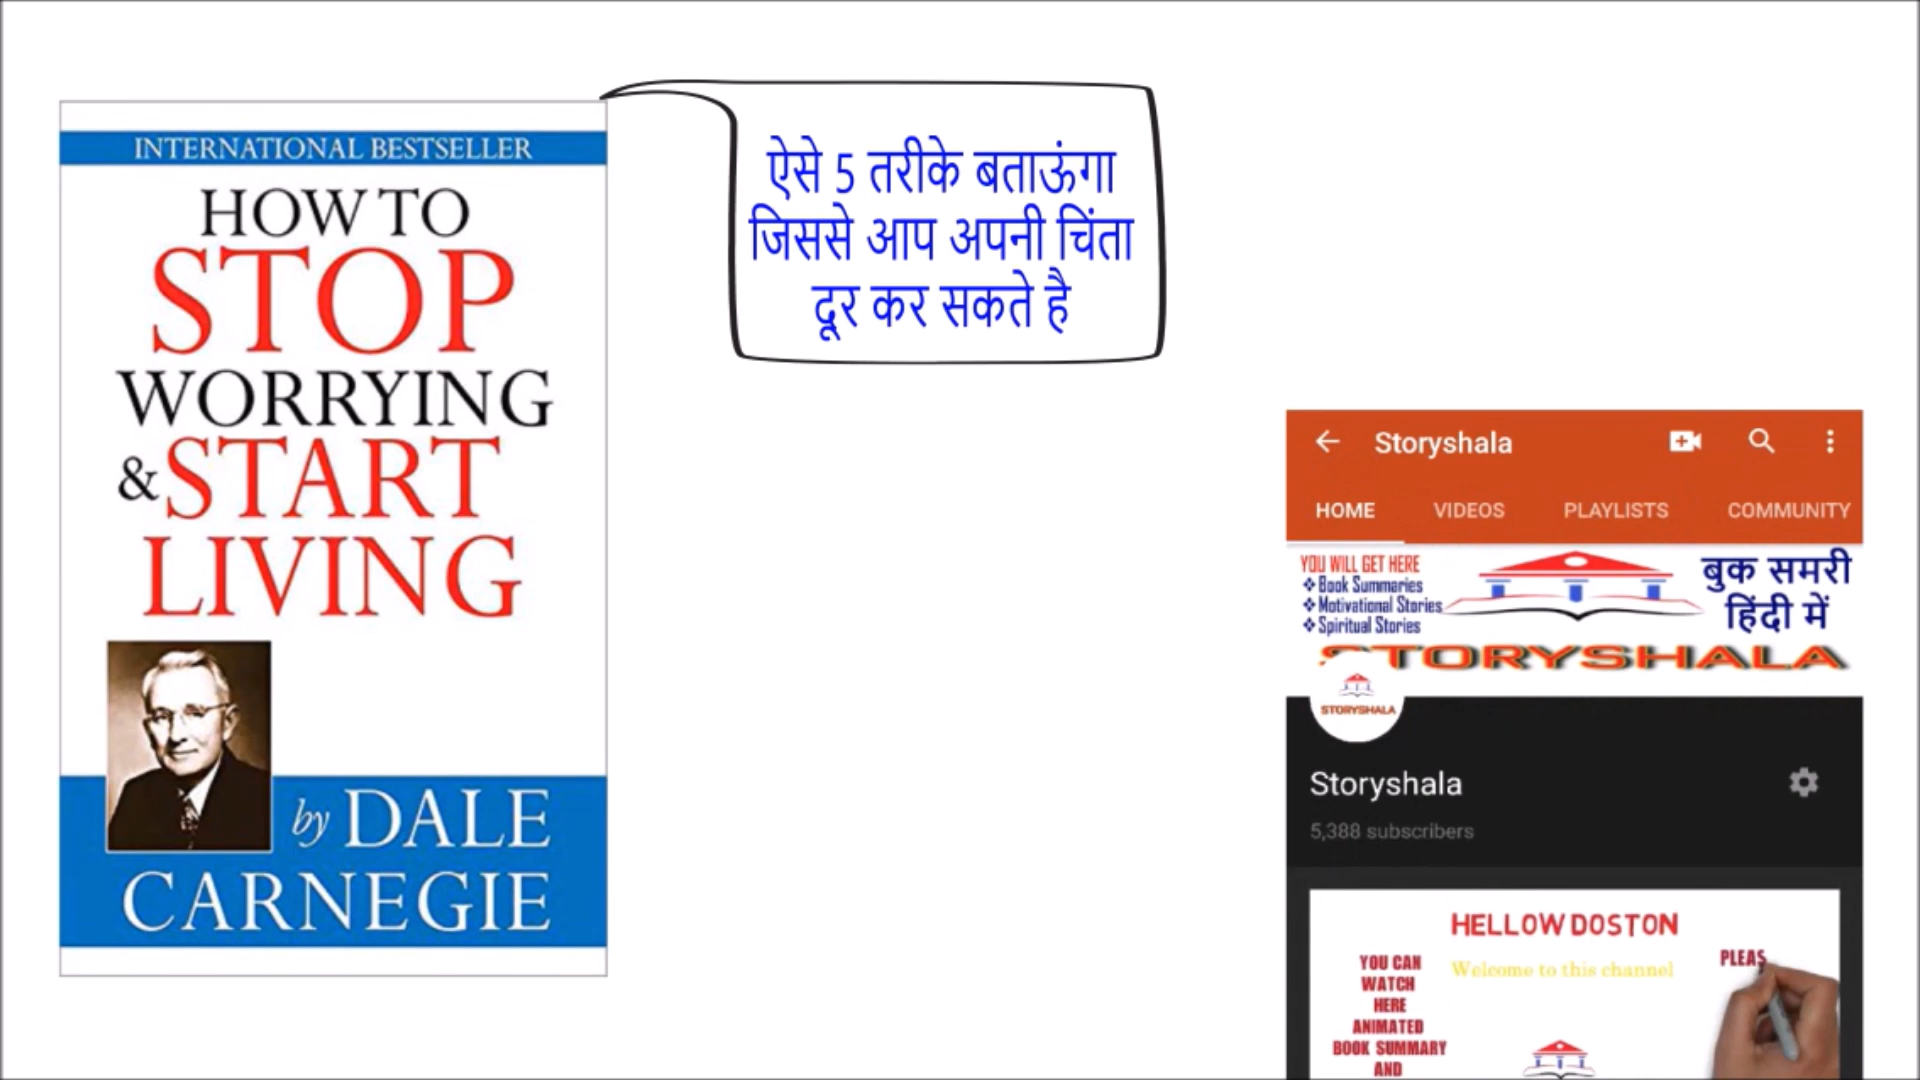 INTERNATIONAL BESTSELLER
HOW TO
STOP
WORRYING
& START
LIVING
by DALE
CARNEGIE
ऐसे 5 तरीके बताऊंगा
जिससे आप अपनी चिंता
दूर कर सकते है
Storyshala
HOME VIDEOS PLAYLISTS COMMUNITY
YOU WILL GET HERE
❖ Book Summaries
❖ Motivational Stories
❖ Spiritual Stories
बुक समरी
हिंदी में
STORYSHALA
STORYSHALA
Storyshala
5,388 subscribers
HELLOW DOSTON
Welcome to this channel
YOU CAN
WATCH
HERE
ANIMATED
BOOK SUMMARY
AND
PLEAS